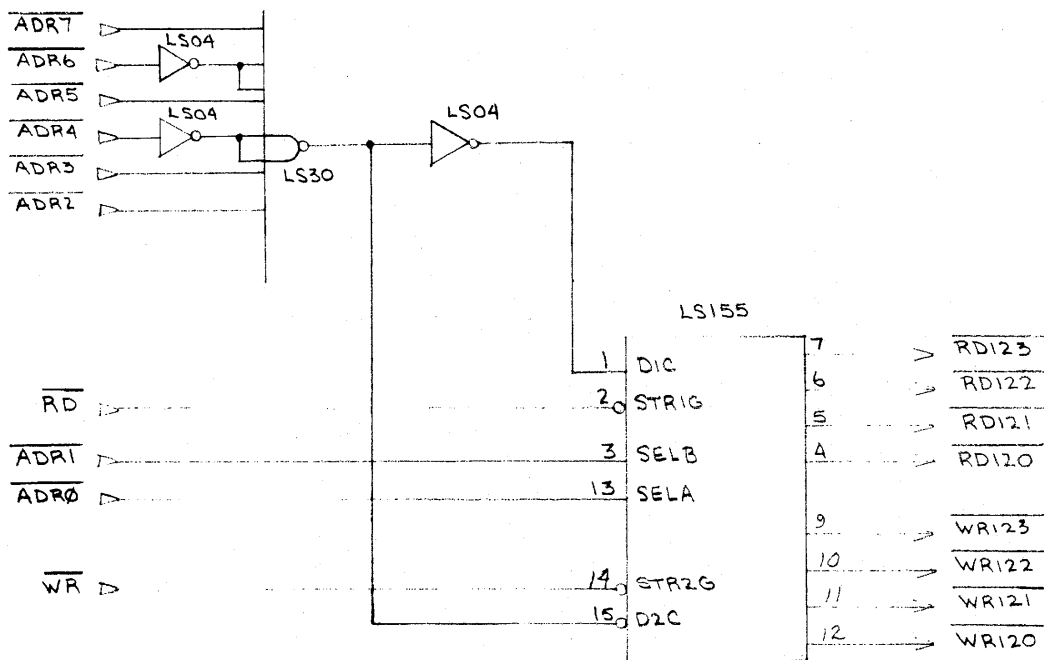 ADR7
LS04
ADR6
ADR5
LS04
ADR4
LS04
ADR3
LS30
ADR2
LS155
7
RD123
1
D1C
6
RD122
RD
2
STR1G
5
RD121
ADR1
3
SELB
4
RD120
ADRØ
13
SELA
9
WR123
10
WR122
WR
14
STR2G
11
WR121
15
D2C
12
WR120